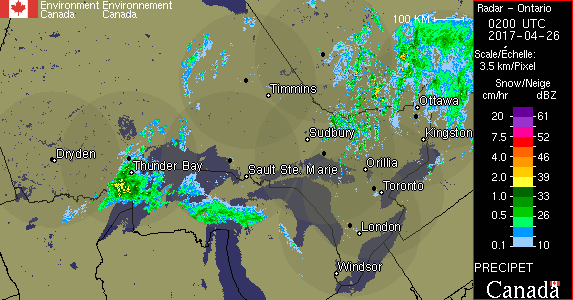 Environment Environnement
Canada Canada
100 KM
Radar - Ontario
0200 UTC
2017-04-26
Scale/Échelle:
3.5 km/Pixel
Snow/Neige
cm/hr dBZ
20 61
7.5 57
5.5 52
4.0 46
2.0 39
1.0 33
0.5 26
0.1 10
PRECIPET
Canada
Timmins
Ottawa
Sudbury
Kingston
Dryden
Thunder Bay
Sault Ste. Marie
Orillia
Toronto
London
Windsor